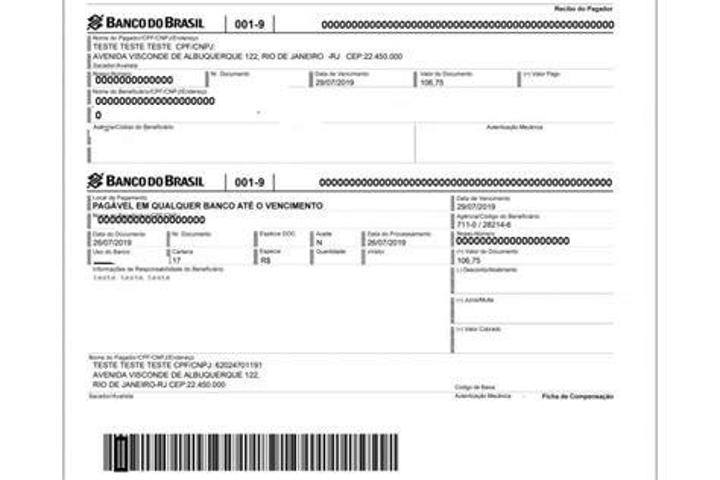 Recibo do Pagador
BANCO DO BRASIL 001-9 000000000000000000000000000000000000000000000000
Nome do Pagador/CPF/CNPJ/Endereço
TESTE TESTE TESTE CPF/CNPJ:
AVENIDA VISCONDE DE ALBUQUERQUE 122, RIO DE JANEIRO -RJ CEP:22.450.000
Sacador/Avalista
Nosso-Número Nr. Documento Data de Vencimento Valor do Documento (=) Valor Pago
0000000000000 29/07/2019 106,75
Nome do Beneficiário/CPF/CNPJ/Endereço
00000000000000000000
0
Agência/Código do Beneficiário Autenticação Mecânica
BANCO DO BRASIL 001-9 000000000000000000000000000000000000000000000000
Local de Pagamento Data de Vencimento
PAGÁVEL EM QUALQUER BANCO ATÉ O VENCIMENTO 29/07/2019
Agência/Código do Beneficiário
000000000000000000 711-0 / 28214-6
Data do Documento Nr. Documento Espécie DOC Aceite Data do Processamento Nosso-Número
26/07/2019 N 26/07/2019 0000000000000000000
Uso do Banco Carteira Espécie Quantidade xValor (=) Valor do Documento
17 R$ 106,75
Informações de Responsabilidade do Beneficiário (-) Desconto/Abatimento
teste teste teste
(+) Juros/Multa
(=) Valor Cobrado
Nome do Pagador/CPF/CNPJ/Endereço
TESTE TESTE TESTE CPF/CNPJ: 62024701191
AVENIDA VISCONDE DE ALBUQUERQUE 122,
RIO DE JANEIRO-RJ CEP:22.450.000
Código de Baixa
Sacador/Avalista Autenticação Mecânica - Ficha de Compensação